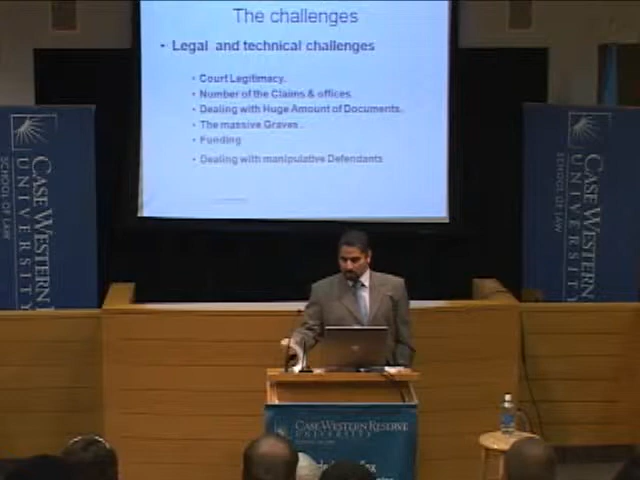 The challenges
• Legal and technical challenges
• Court Legitimacy.
• Number of the Claims & offices.
• Dealing with Huge Amount of Documents.
• The massive Graves.
• Funding
• Dealing with manipulative Defendants
CASE WESTERN
UNIVERSITY
SCHOOL OF LAW
CASE WESTERN
UNIVERSITY
SCHOOL OF LAW
CASE WESTERN RESERVE
UNIVERSITY